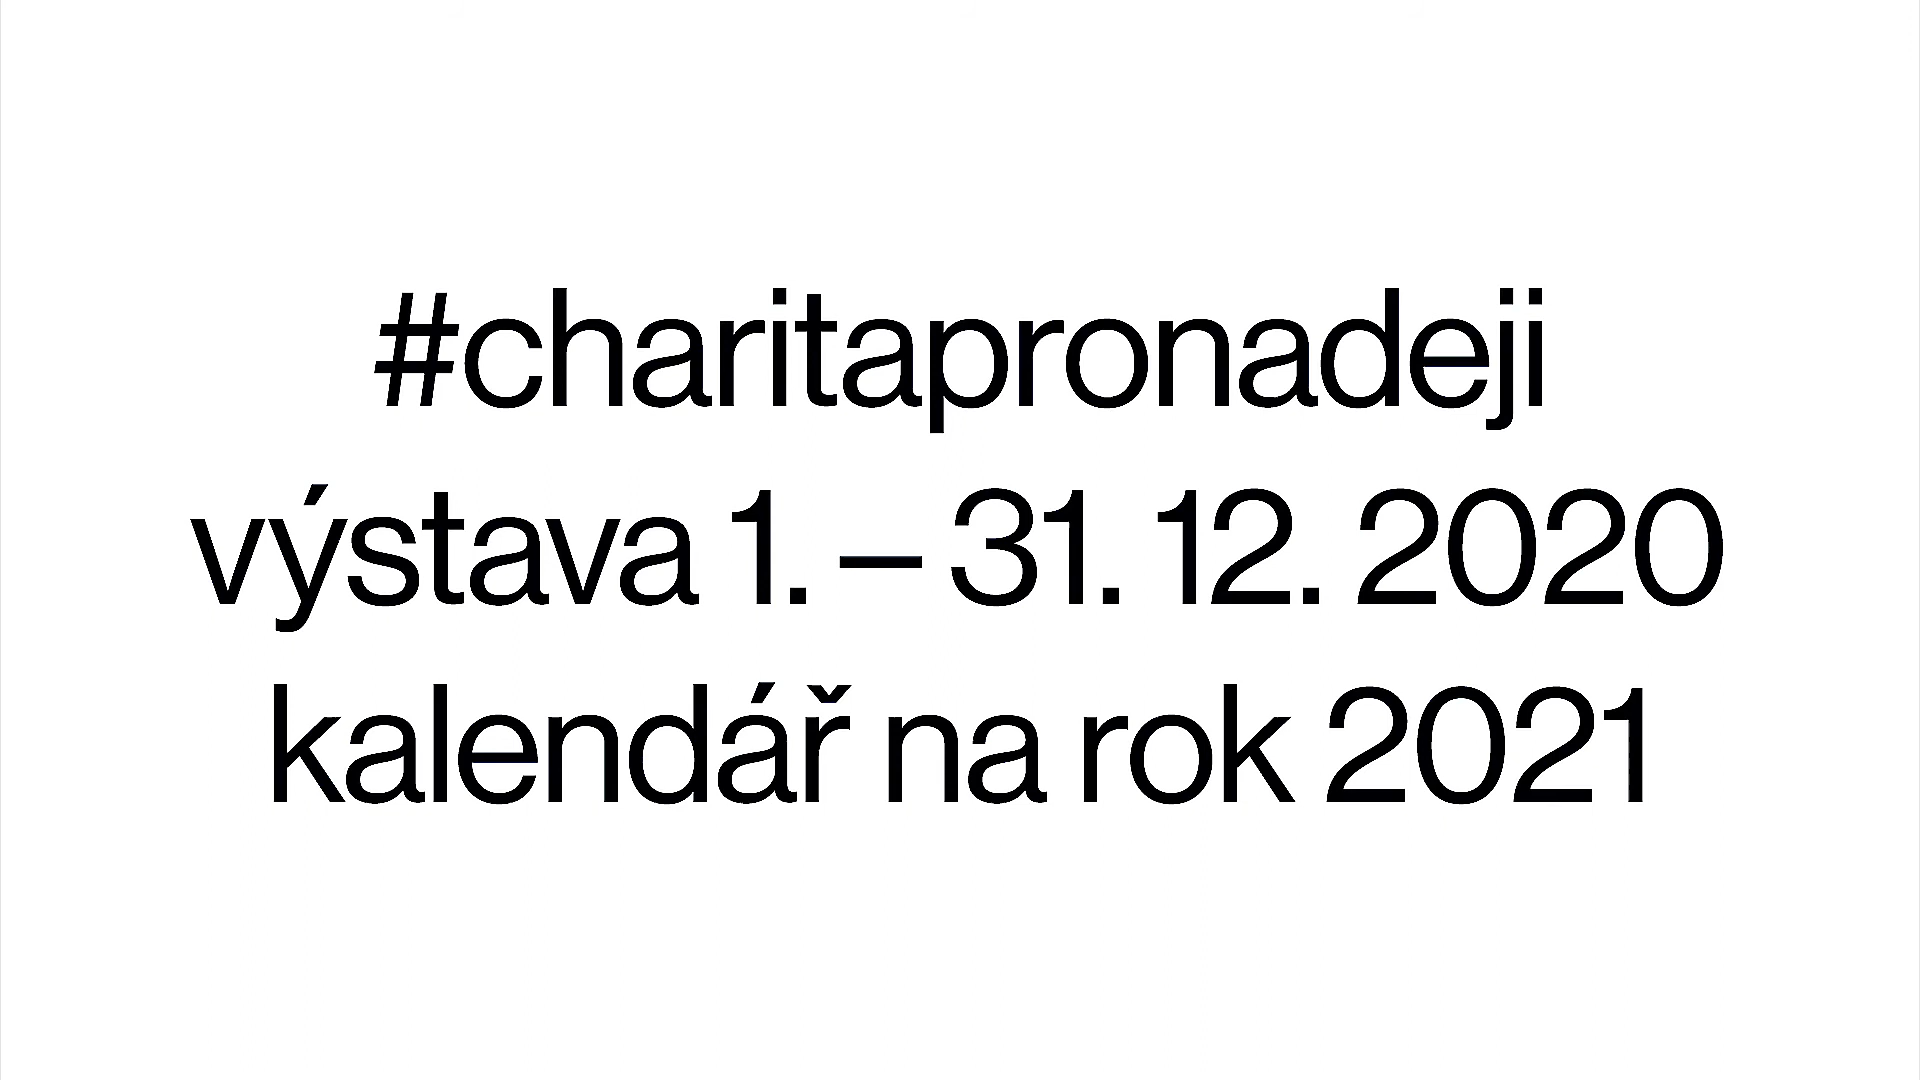 #charitapronadeji
výstava 1. – 31. 12. 2020
kalendář na rok 2021